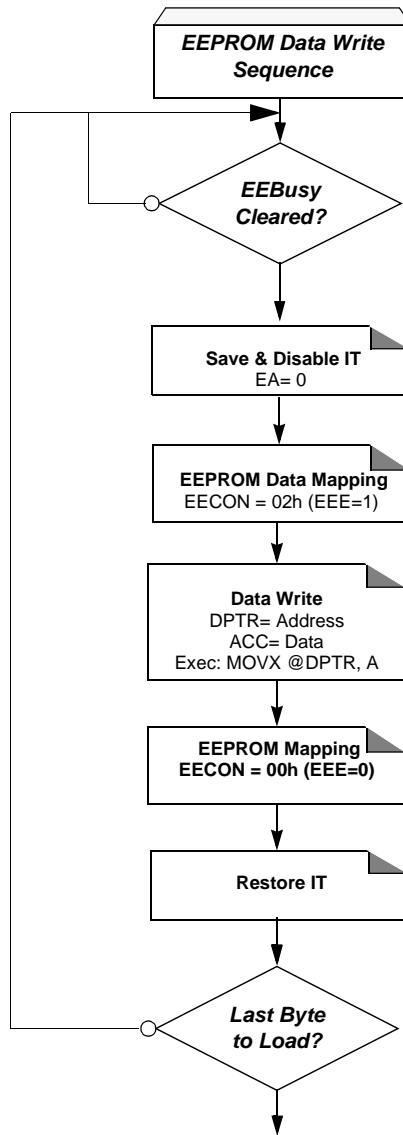 EEPROM Data Write
Sequence
EEBusy
Cleared?
Save & Disable IT
EA= 0
EEPROM Data Mapping
EECON = 02h (EEE=1)
Data Write
DPTR= Address
ACC= Data
Exec: MOVX @DPTR, A
EEPROM Mapping
EECON = 00h (EEE=0)
Restore IT
Last Byte
to Load?